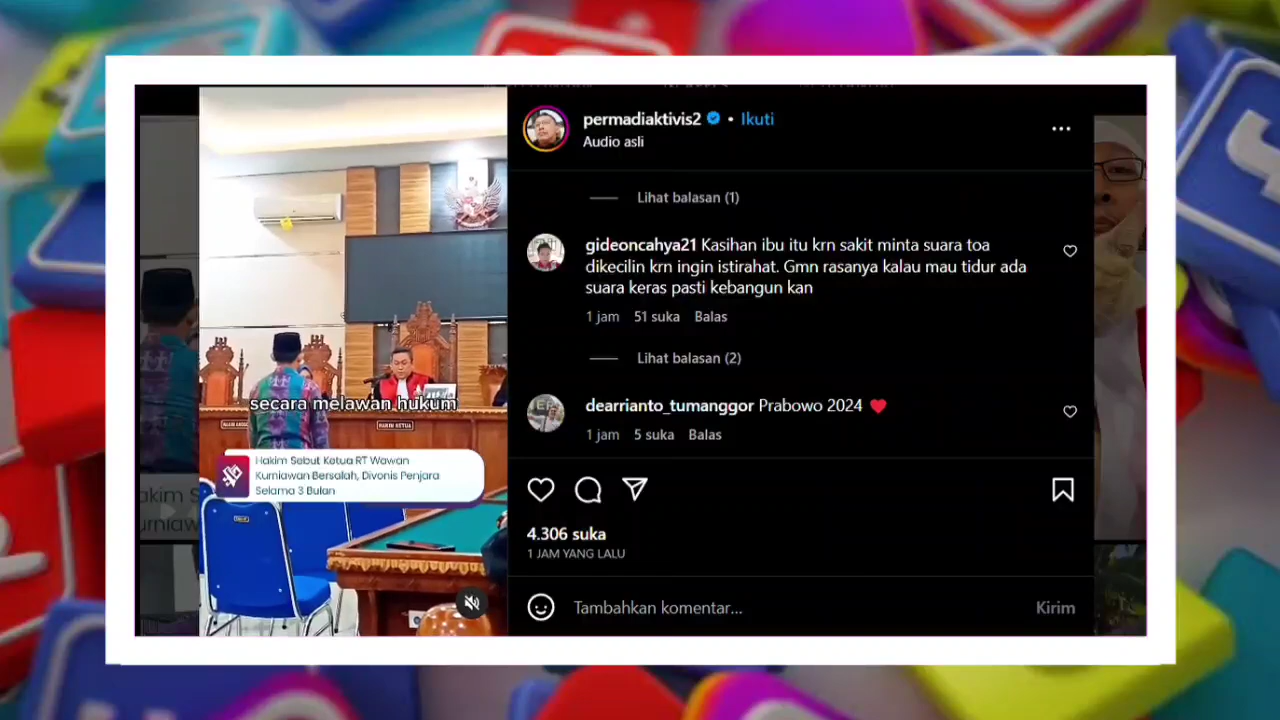 permadiaktivis2 • Ikuti
Audio asli
Lihat balasan (1)
gideoncahya21 Kasihan ibu itu krn sakit minta suara toa
dikecilin krn ingin istirahat. Gmn rasanya kalau mau tidur ada
suara keras pasti kebangun kan
1 jam 51 suka Balas
Lihat balasan (2)
dearrianto_tumanggor Prabowo 2024 ♥
1 jam 5 suka Balas
4.306 suka
1 JAM YANG LALU
Tambahkan komentar... Kirim
secara melawan hukum
HAKIM KETUA
Hakim Sebut Ketua RT Wawan
Kurniawan Bersalah, Divonis Penjara
Selama 3 Bulan